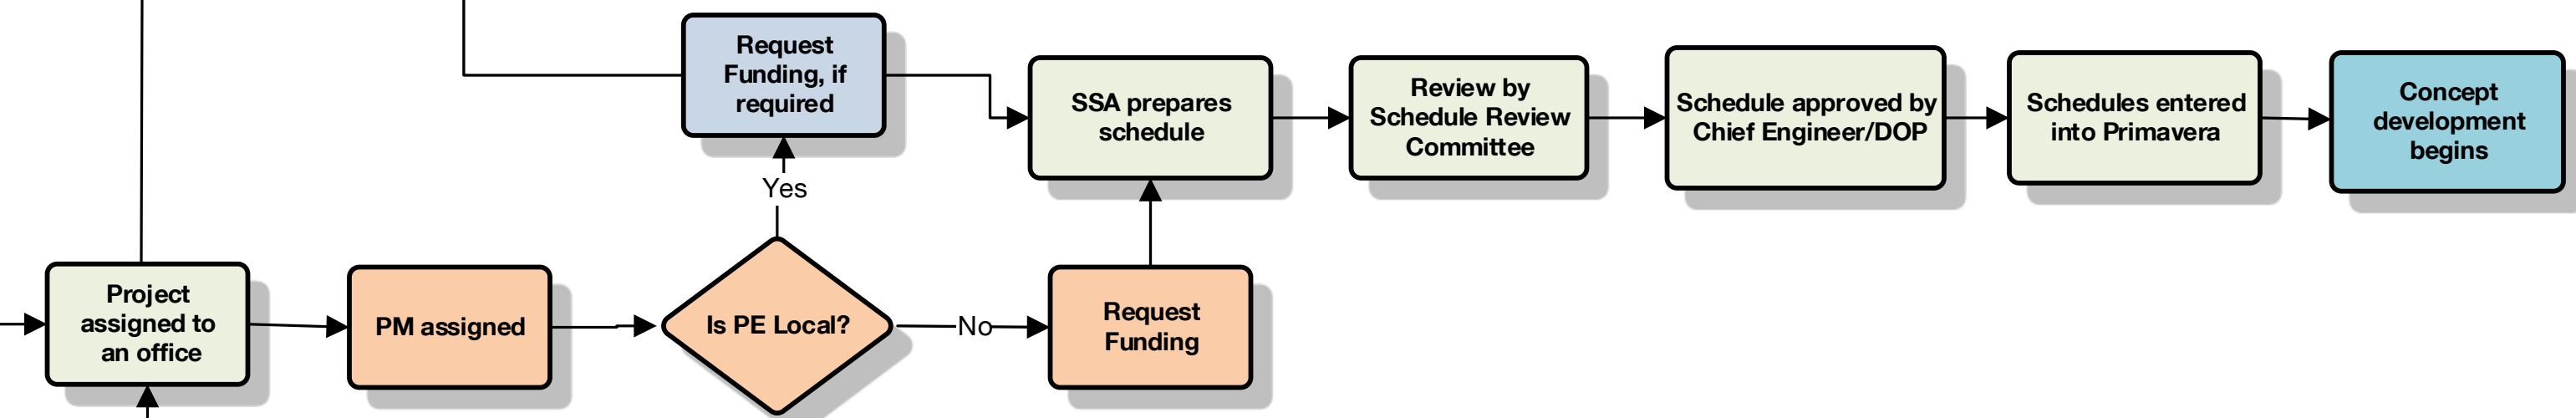 Request
Funding, if
required
SSA prepares
schedule
Review by
Schedule Review
Committee
Schedule approved by
Chief Engineer/DOP
Schedules entered
into Primavera
Concept
development
begins
Yes
Project
assigned to
an office
PM assigned
Is PE Local?
No
Request
Funding